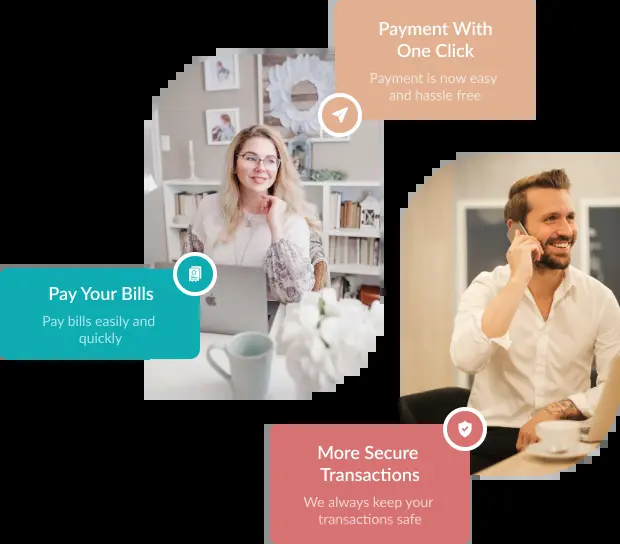 Payment With
One Click
Payment is now easy
and hassle free
Pay Your Bills
Pay bills easily and
quickly
More Secure
Transactions
We always keep your
transactions safe